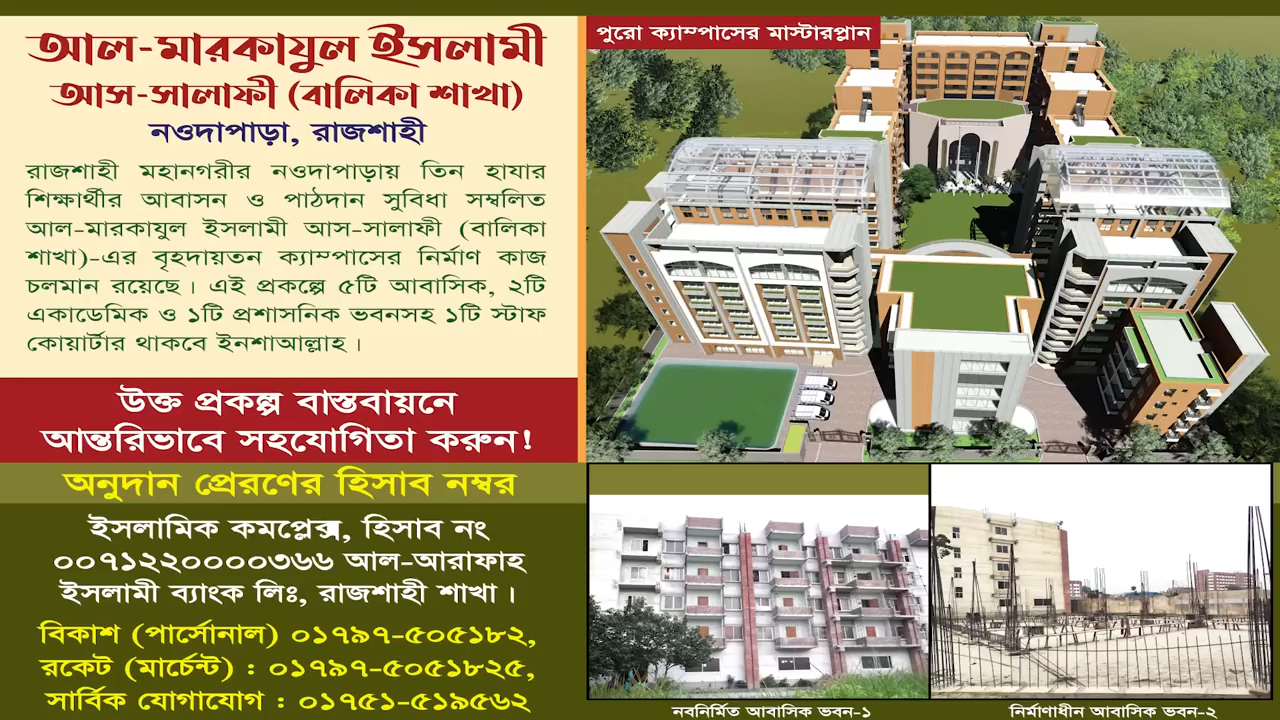 আল-মারকাযুল ইসলামী
আস-সালাফী (বালিকা শাখা)
নওদাপাড়া, রাজশাহী
রাজশাহী মহানগরীর নওদাপাড়ায় তিন হাযার
শিক্ষার্থীর আবাসন ও পাঠদান সুবিধা সম্বলিত
আল-মারকাযুল ইসলামী আস-সালাফী (বালিকা
শাখা)-এর বৃহদায়তন ক্যাম্পাসের নির্মাণ কাজ
চলমান রয়েছে। এই প্রকল্পে ৫টি আবাসিক, ২টি
একাডেমিক ও ১টি প্রশাসনিক ভবনসহ ১টি স্টাফ
কোয়ার্টার থাকবে ইনশাআল্লাহ।
উক্ত প্রকল্প বাস্তবায়নে
আন্তরিভাবে সহযোগিতা করুন!
অনুদান প্রেরণের হিসাব নম্বর
ইসলামিক কমপ্লেক্স, হিসাব নং
০০৭১২২০০০০৩৬৬ আল-আরাফাহ
ইসলামী ব্যাংক লিঃ, রাজশাহী শাখা।
বিকাশ (পার্সোনাল) ০১৭৯৭-৫০৫১৮২,
রকেট (মার্চেন্ট) : ০১৭৯৭-৫০৫১৮২৫,
সার্বিক যোগাযোগ : ০১৭৫১-৫১৯৫৬২
পুরো ক্যাম্পাসের মাস্টারপ্লান
নবনির্মিত আবাসিক ভবন-১
নির্মাণাধীন আবাসিক ভবন-২